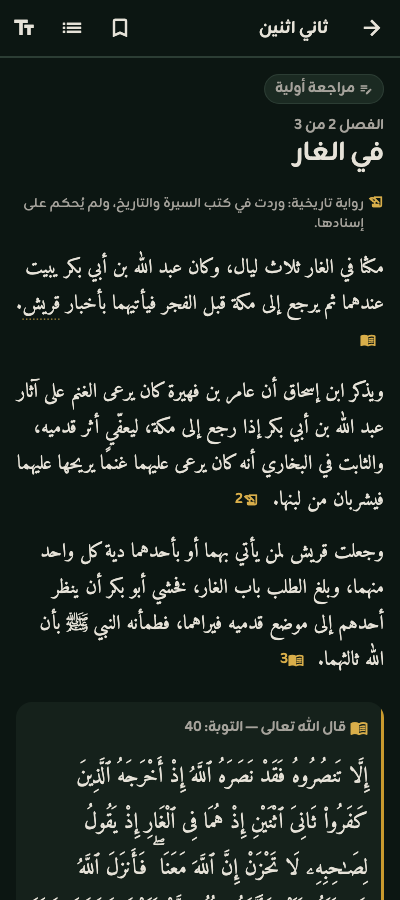 ثاني اثنين
مراجعة أولية
الفصل 2 من 3
في الغار
رواية تاريخية: وردت في كتب السيرة والتاريخ، ولم يُحكم على
إسنادها.
مكثا في الغار ثلاث ليال، وكان عبد الله بن أبي بكر يبيت
عندهما ثم يرجع إلى مكة قبل الفجر فيأتيهما بأخبار قريش.
ويذكر ابن إسحاق أن عامر بن فهيرة كان يرعى الغنم على آثار
عبد الله بن أبي بكر إذا رجع إلى مكة، ليعفّي أثر قدميه،
والثابت في البخاري أنه كان يرعى عليهما غنمًا يريحها عليهما
فيشربان من لبنها. 2
وجعلت قريش لمن يأتي بهما أو بأحدهما دية كل واحد
منهما، وبلغ الطلب باب الغار، فخشي أبو بكر أن ينظر
أحدهم إلى موضع قدميه فيراهما، فطمأنه النبي ﷺ بأن
الله ثالثهما. 3
قال الله تعالى — التوبة: 40
إِلَّا تَنصُرُوهُ فَقَدْ نَصَرَهُ ٱللَّهُ إِذْ أَخْرَجَهُ ٱلَّذِينَ
كَفَرُوا۟ ثَانِىَ ٱثْنَيْنِ إِذْ هُمَا فِى ٱلْغَارِ إِذْ يَقُولُ
لِصَـٰحِبِهِۦ لَا تَحْزَنْ إِنَّ ٱللَّهَ مَعَنَا ۖ فَأَنزَلَ ٱللَّهُ